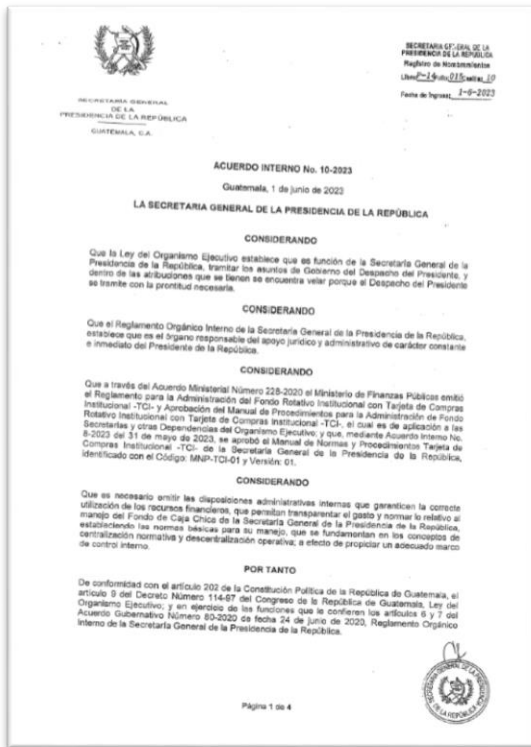 SECRETARIA GENERAL DE LA
PRESIDENCIA DE LA REPÚBLICA
Registro de Nombramientos
Libro P-14 folio 015 casilla 10
Fecha de Ingreso: 1-6-2023
SECRETARÍA GENERAL
DE LA
PRESIDENCIA DE LA REPÚBLICA
GUATEMALA, C.A.
ACUERDO INTERNO No. 10-2023
Guatemala, 1 de junio de 2023
LA SECRETARIA GENERAL DE LA PRESIDENCIA DE LA REPÚBLICA
CONSIDERANDO
Que la Ley del Organismo Ejecutivo establece que es función de la Secretaría General de la
Presidencia de la República, tramitar los asuntos de Gobierno del Despacho del Presidente, y
dentro de las atribuciones que se tienen se encuentra velar porque el Despacho del Presidente
se tramite con la prontitud necesaria.
CONSIDERANDO
Que el Reglamento Orgánico Interno de la Secretaría General de la Presidencia de la República,
establece que es el órgano responsable del apoyo jurídico y administrativo de carácter constante
e inmediato del Presidente de la República.
CONSIDERANDO
Que a través del Acuerdo Ministerial Número 228-2020 el Ministerio de Finanzas Públicas emitió
el Reglamento para la Administración del Fondo Rotativo Institucional con Tarjeta de Compras
Institucional -TCI- y Aprobación del Manual de Procedimientos para la Administración de Fondo
Rotativo Institucional con Tarjeta de Compras Institucional -TCI-, el cual es de aplicación a las
Secretarías y otras Dependencias del Organismo Ejecutivo; y que, mediante Acuerdo Interno No.
8-2023 del 31 de mayo de 2023, se aprobó el Manual de Normas y Procedimientos Tarjeta de
Compras Institucional -TCI- de la Secretaría General de la Presidencia de la República,
identificado con el Código: MNP-TCI-01 y Versión: 01.
CONSIDERANDO
Que es necesario emitir las disposiciones administrativas internas que garanticen la correcta
utilización de los recursos financieros, que permitan transparentar el gasto y normar lo relativo al
manejo del Fondo de Caja Chica de la Secretaría General de la Presidencia de la República,
estableciendo las normas básicas para su manejo, que se fundamentan en los conceptos de
centralización normativa y descentralización operativa; a efecto de propiciar un adecuado marco
de control interno.
POR TANTO
De conformidad con el artículo 202 de la Constitución Política de la República de Guatemala, el
artículo 9 del Decreto Número 114-97 del Congreso de la República de Guatemala, Ley del
Organismo Ejecutivo; y en ejercicio de las funciones que le confieren los artículos 6 y 7 del
Acuerdo Gubernativo Número 80-2020 de fecha 24 de junio de 2020, Reglamento Orgánico
Interno de la Secretaría General de la Presidencia de la República.
SECRETARÍA GENERAL DE LA PRESIDENCIA
DE LA REPÚBLICA
Página 1 de 4